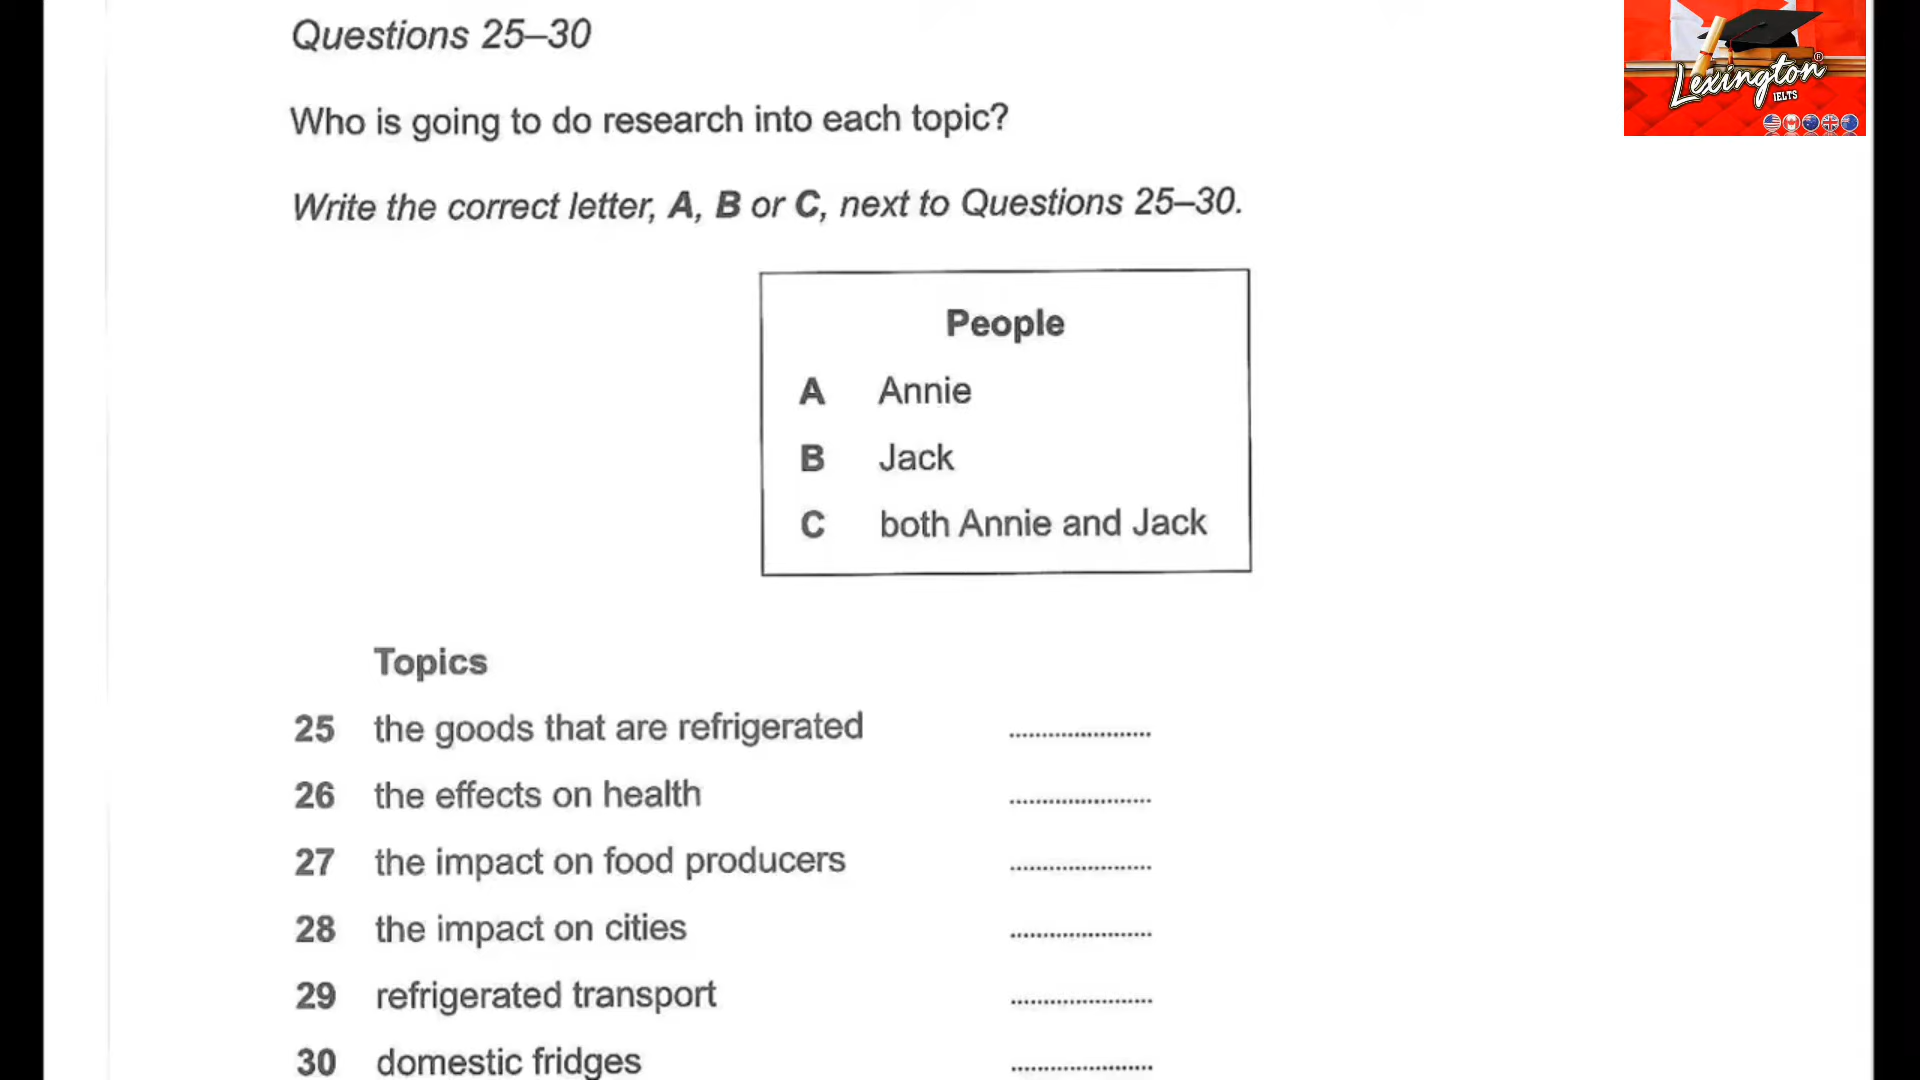 Questions 25–30
Lexington®
IELTS
Who is going to do research into each topic?
Write the correct letter, A, B or C, next to Questions 25–30.
People
A Annie
B Jack
C both Annie and Jack
Topics
25 the goods that are refrigerated ......................
26 the effects on health ......................
27 the impact on food producers ......................
28 the impact on cities ......................
29 refrigerated transport ......................
30 domestic fridges ......................